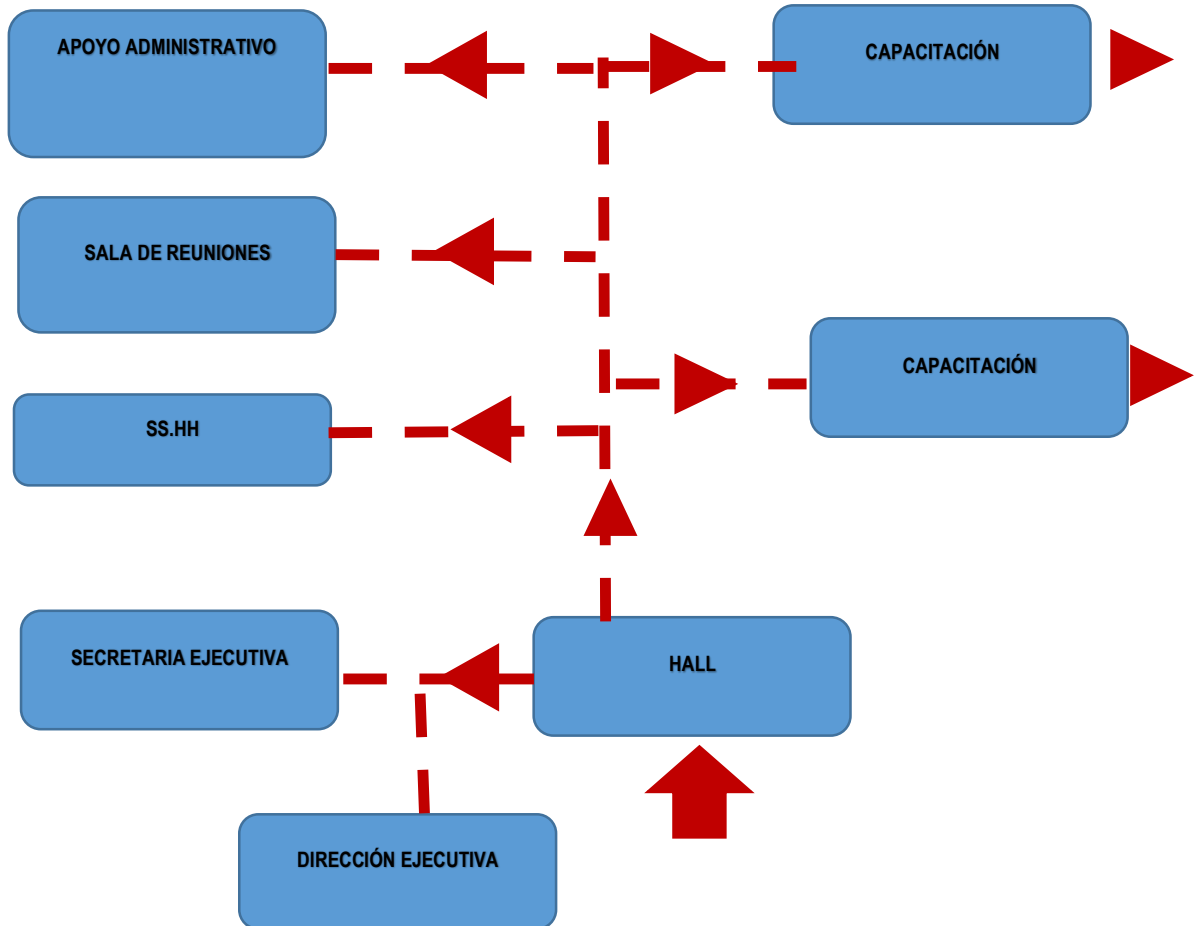 APOYO ADMINISTRATIVO
CAPACITACIÓN
SALA DE REUNIONES
CAPACITACIÓN
SS.HH
SECRETARIA EJECUTIVA
HALL
DIRECCIÓN EJECUTIVA